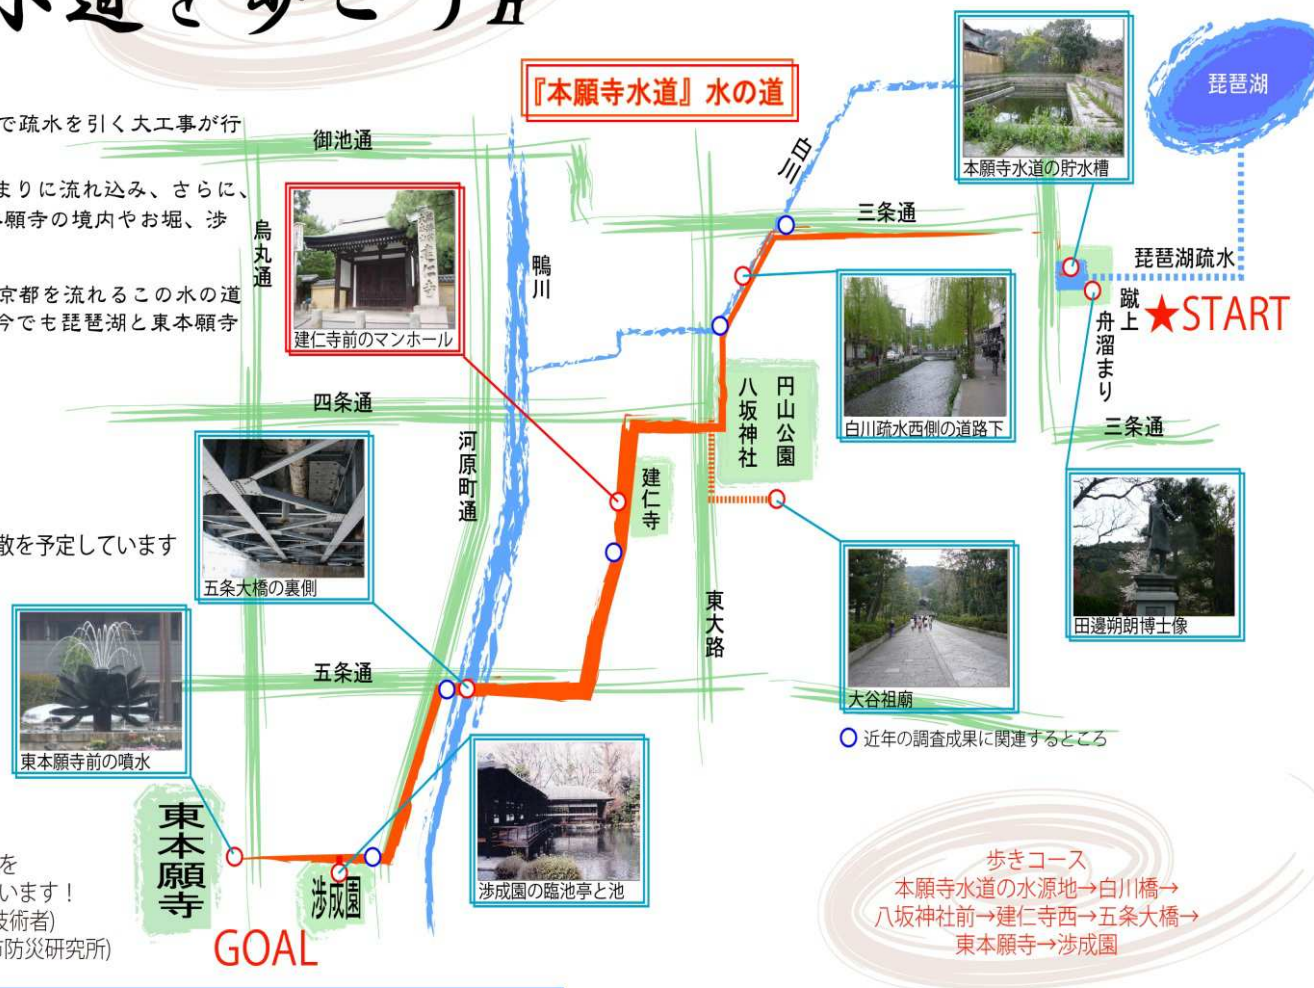 水道を歩こう
『本願寺水道』水の道
で疏水を引く大工事が行
まりに流れ込み、さらに、
願寺の境内やお堀、渉
京都を流れるこの水の道
今でも琵琶湖と東本願寺
散を予定しています
御池通
烏丸通
建仁寺前のマンホール
鴨川
白川
本願寺水道の貯水槽
琵琶湖
三条通
琵琶湖疏水
蹴上
舟溜まり
★START
白川疏水西側の道路下
三条通
四条通
河原町通
八坂神社
円山公園
建仁寺
五条大橋の裏側
田邊朔朗博士像
東大路
大谷祖廟
五条通
東本願寺前の噴水
近年の調査成果に関連するところ
渉成園の臨池亭と池
東本願寺
渉成園
GOAL
を
います!
技術者)
市防災研究所)
歩きコース
本願寺水道の水源地→白川橋→
八坂神社前→建仁寺西→五条大橋→
東本願寺→渉成園